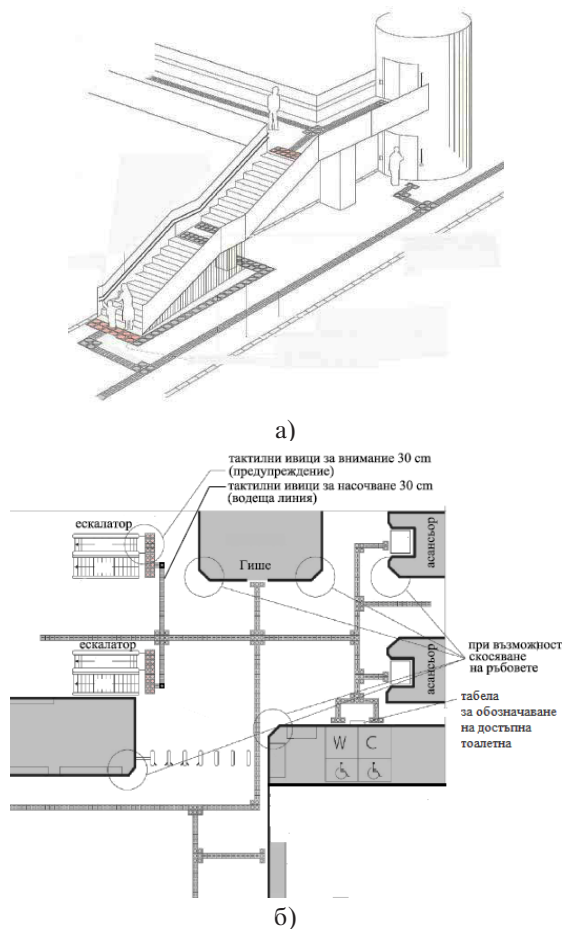 а)
тактилни ивици за внимание 30 cm
(предупреждение)
тактилни ивици за насочване 30 cm
(водеща линия)
ескалатор
Гише
асансьор
ескалатор
асансьор
при възможност
скосяване
на ръбовете
табела
за обозначаване
на достъпна
тоалетна
W C
б)